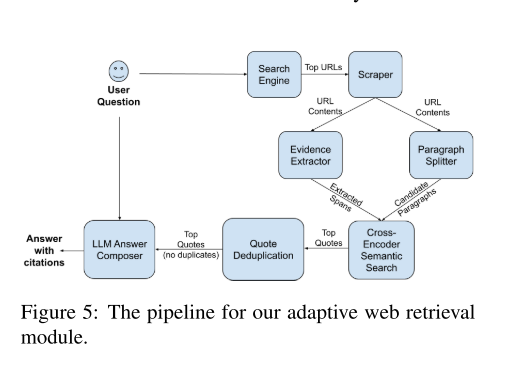 Search
Engine
Top URLs
Scraper
User
Question
URL
Contents
URL
Contents
Evidence
Extractor
Paragraph
Splitter
Extracted
Spans
Candidate
Paragraphs
Answer
with
citations
LLM Answer
Composer
Top
Quotes
(no duplicates)
Quote
Deduplication
Top
Quotes
Cross-
Encoder
Semantic
Search
Figure 5: The pipeline for our adaptive web retrieval
module.